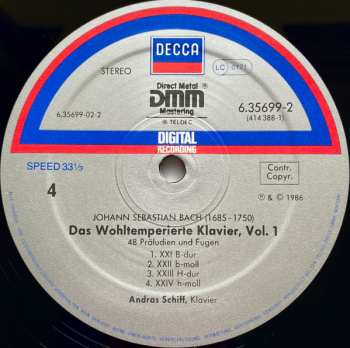 DECCA
STEREO
LC 0171
Direct Metal ®
DMM
Mastering
® TELDEC
6.35699-02-2
6.35699-2
(414 388-1)
DIGITAL
RECORDING
SPEED 33⅓
Contr.
Copyr.
4
Ⓟ & © 1986
JOHANN SEBASTIAN BACH (1685-1750)
Das Wohltemperierte Klavier, Vol. 1
48 Präludien und Fugen
1. XXI B-dur
2. XXII b-moll
3. XXIII H-dur
4. XXIV h-moll
Andras Schiff, Klavier